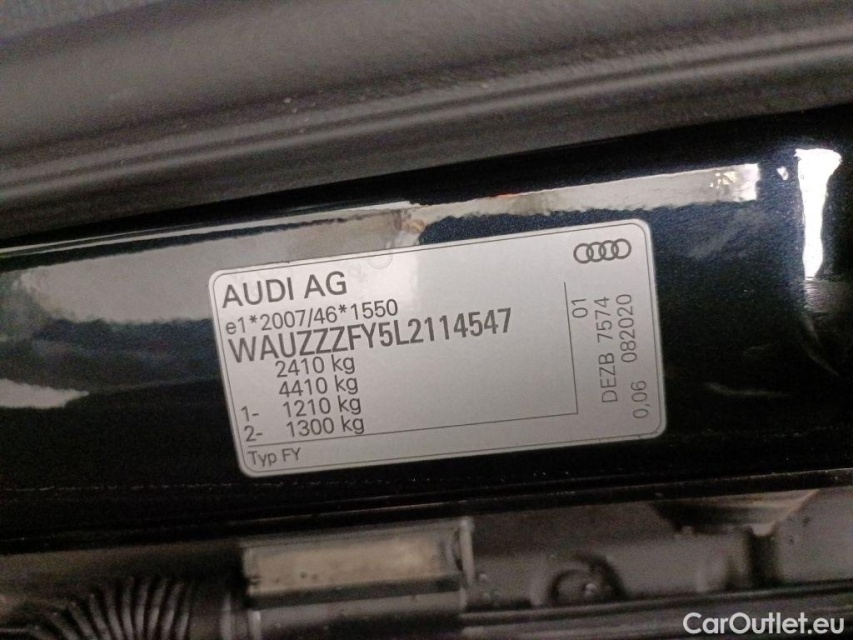 AUDI AG
e1*2007/46*1550
WAUZZZFY5L2114547
2410 kg
4410 kg
1- 1210 kg
2- 1300 kg
Typ FY
01
DEZB 7574
0,06 082020
CarOutlet.eu